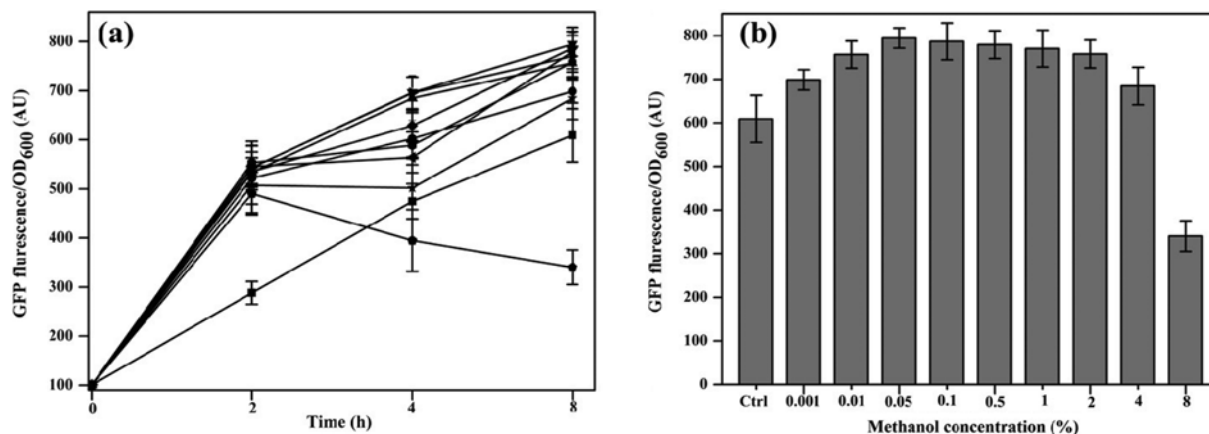 (a)
GFP flurescence/OD600 (AU)
800
700
600
500
400
300
200
100
0 2 4 8
Time (h)
(b)
GFP flurescence/OD600 (AU)
800
700
600
500
400
300
200
100
0
Ctrl 0.001 0.01 0.05 0.1 0.5 1 2 4 8
Methanol concentration (%)